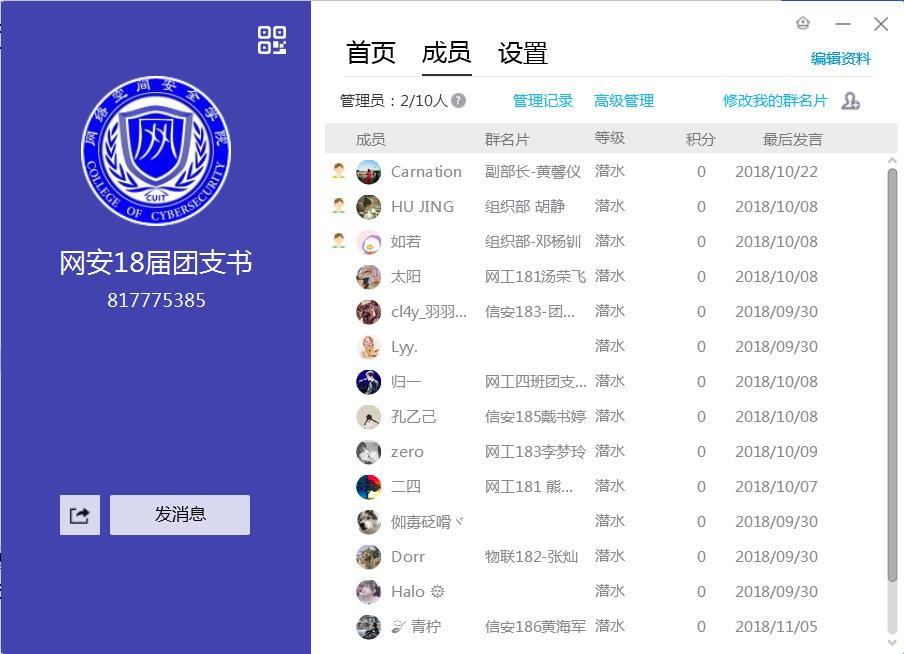 网络空间安全学院
网
CUIT
COLLEGE OF CYBERSECURITY
网安18届团支书
817775385
发消息
首页 成员 设置
编辑资料
管理员：2/10人 ? 管理记录 高级管理 修改我的群名片
成员 群名片 等级 积分 最后发言
Carnation 副部长-黄馨仪 潜水 0 2018/10/22
HU JING 组织部 胡静 潜水 0 2018/10/08
如若 组织部-邓杨钏 潜水 0 2018/10/08
太阳 网工181汤荣飞 潜水 0 2018/10/08
cl4y_羽羽... 信安183-团... 潜水 0 2018/09/30
Lyy. 潜水 0 2018/09/30
归一 网工四班团支... 潜水 0 2018/10/08
孔乙己 信安185戴书婷 潜水 0 2018/10/08
zero 网工183李梦玲 潜水 0 2018/10/09
二四 网工181 熊... 潜水 0 2018/10/07
潜水 0 2018/09/30
Dorr 物联182-张灿 潜水 0 2018/09/30
Halo 潜水 0 2018/09/30
青柠 信安186黄海军 潜水 0 2018/11/05